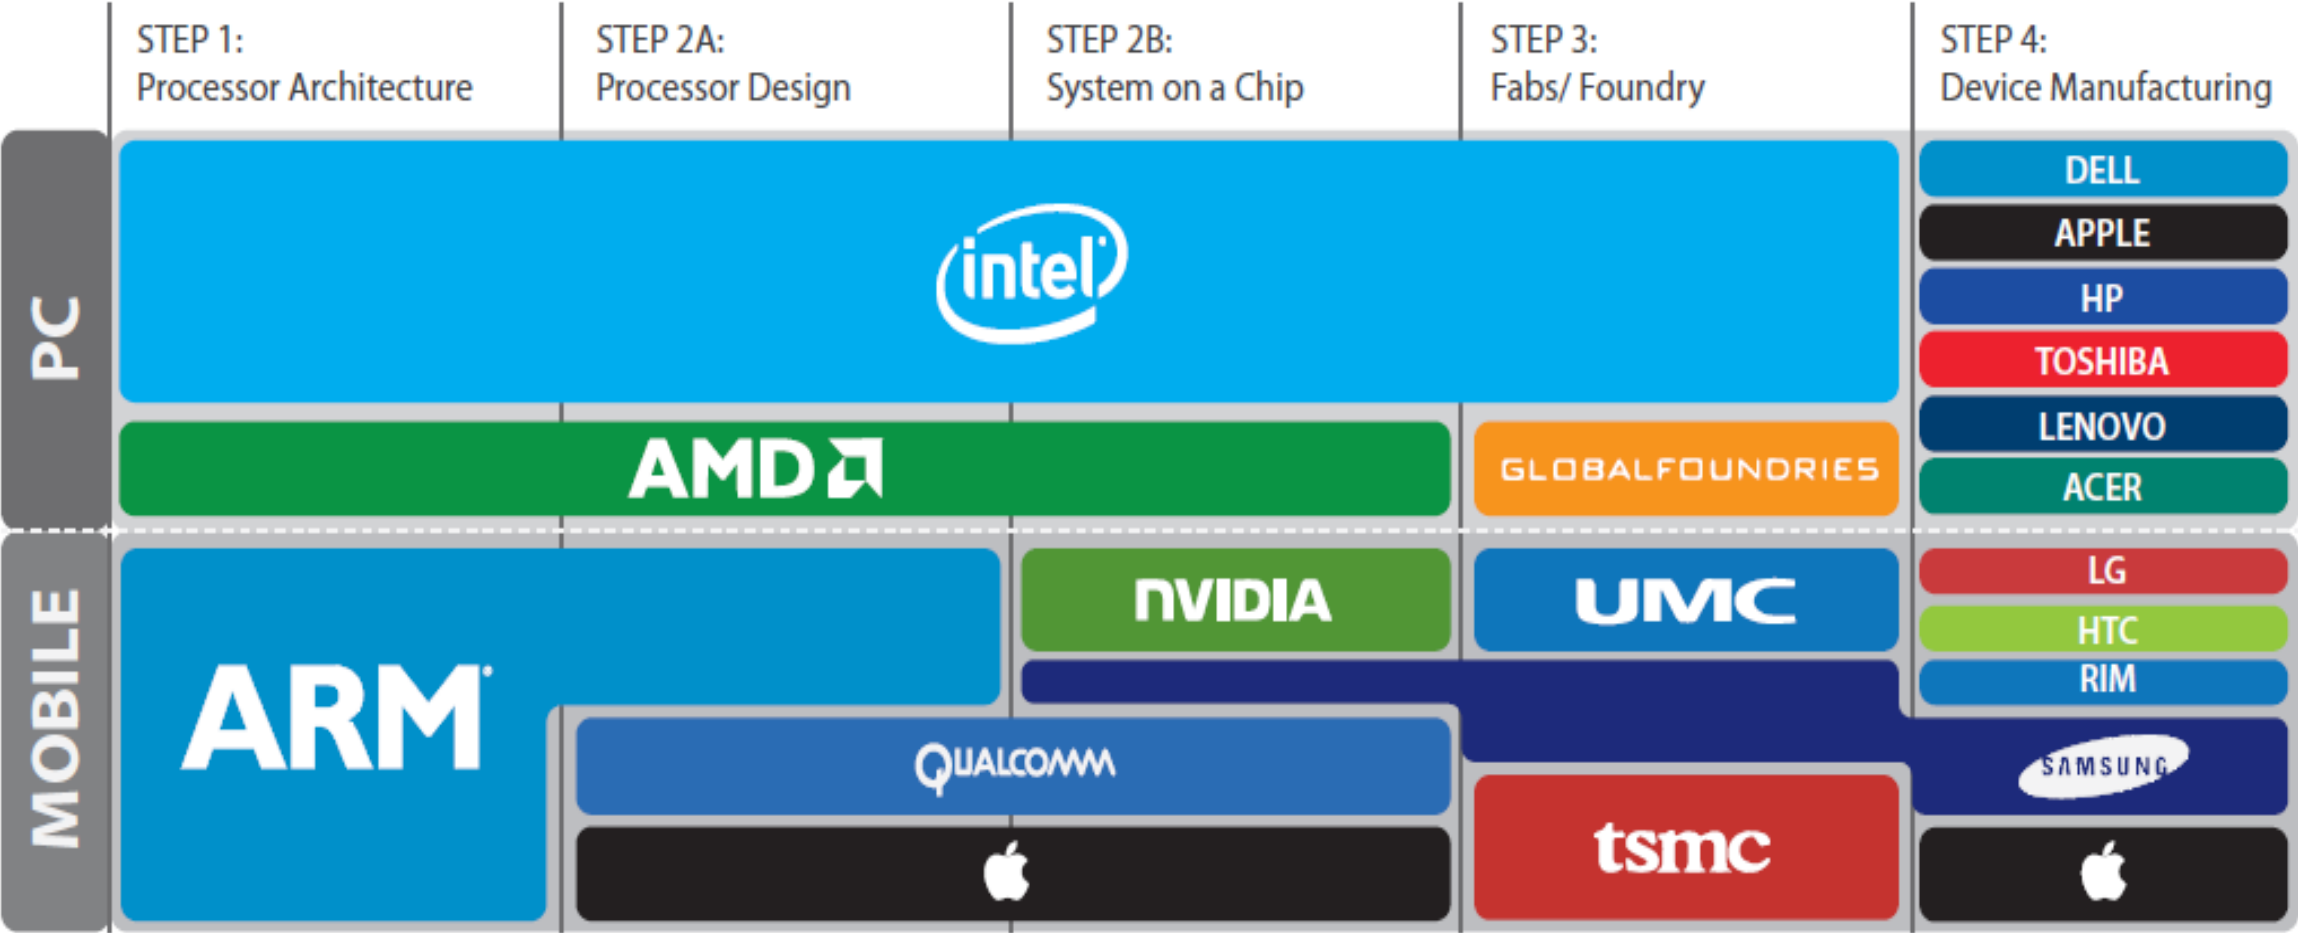 STEP 1:
Processor Architecture
STEP 2A:
Processor Design
STEP 2B:
System on a Chip
STEP 3:
Fabs/ Foundry
STEP 4:
Device Manufacturing
PC
intel
AMD
GLOBALFOUNDRIES
DELL
APPLE
HP
TOSHIBA
LENOVO
ACER
MOBILE
ARM
NVIDIA
UMC
QUALCOMM
tsmc
LG
HTC
RIM
SAMSUNG